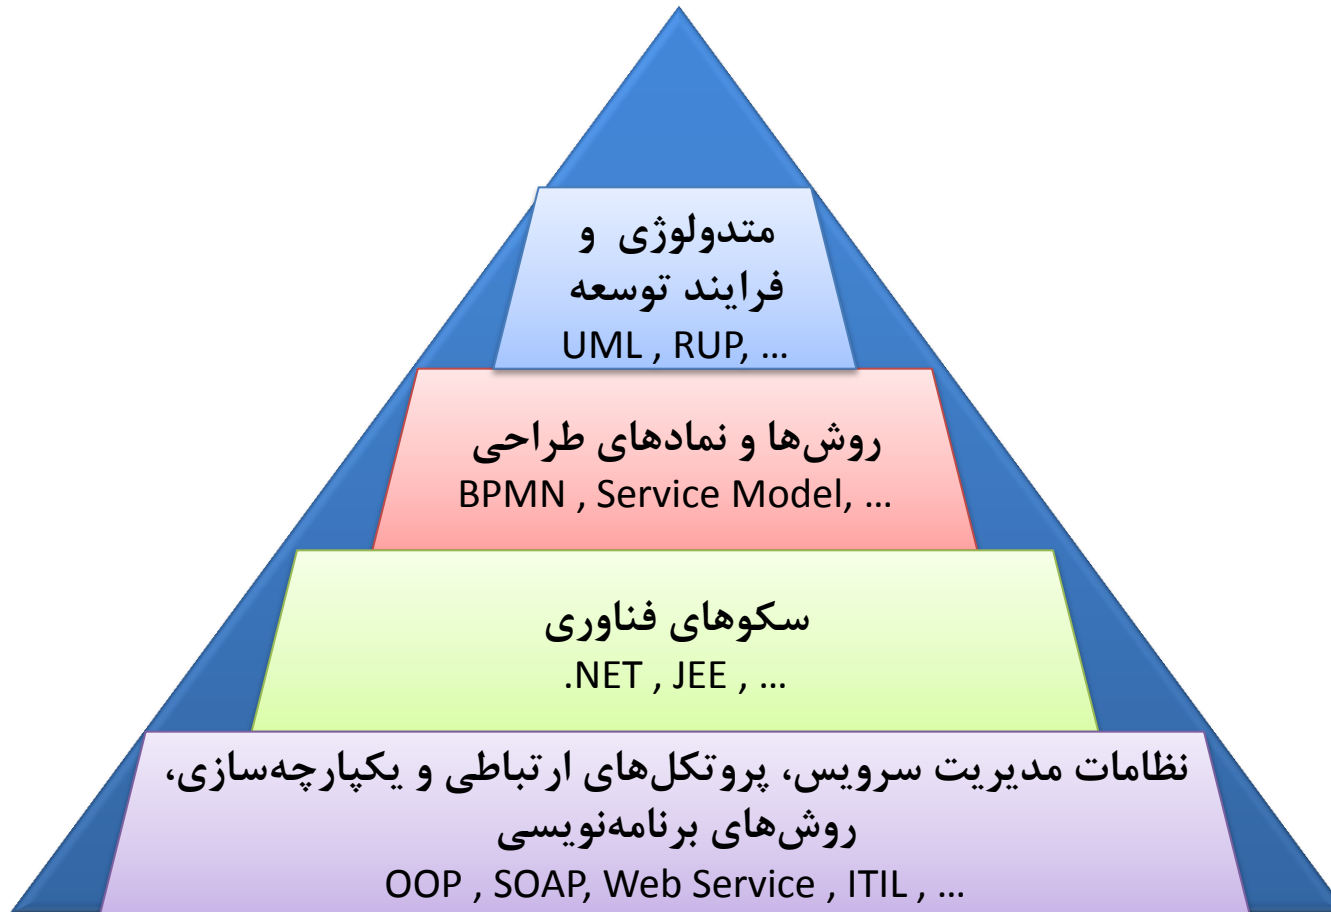 متدولوژی و
فرایند توسعه
UML , RUP, ...
روش‌ها و نمادهای طراحی
BPMN , Service Model, ...
سکوهای فناوری
.NET , JEE , ...
نظامات مدیریت سرویس، پروتکل‌های ارتباطی و یکپارچه‌سازی،
روش‌های برنامه‌نویسی
OOP , SOAP, Web Service , ITIL , ...